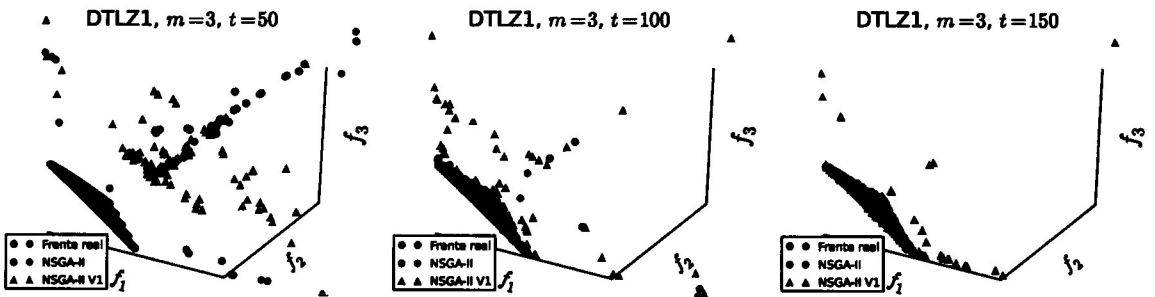 DTLZ1, m=3, t=50
f3
f2
f1
Frente real
NSGA-II
NSGA-II V1
DTLZ1, m=3, t=100
f3
f2
f1
Frente real
NSGA-II
NSGA-II V1
DTLZ1, m=3, t=150
f3
f2
f1
Frente real
NSGA-II
NSGA-II V1